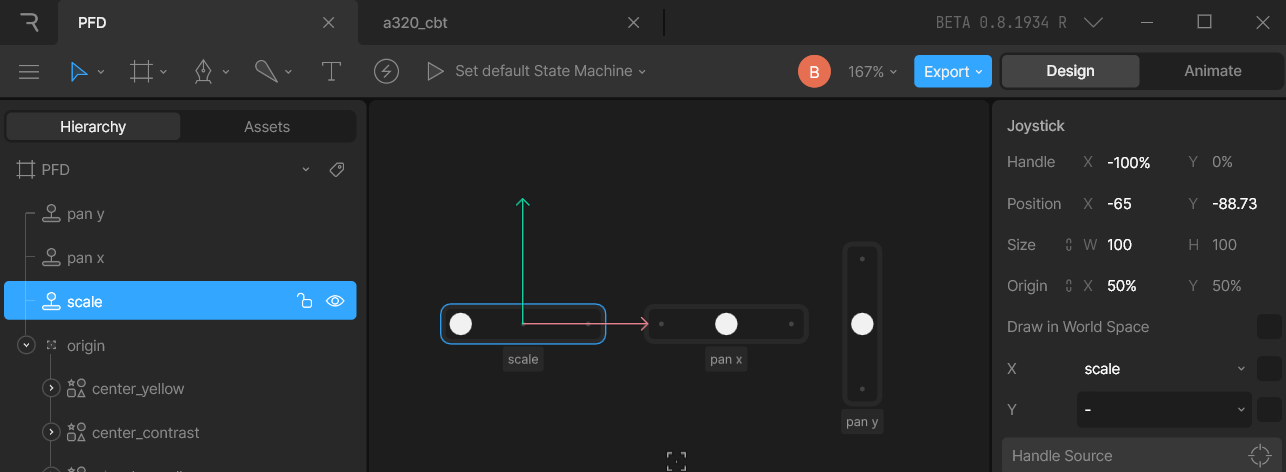 PFD
a320_cbt
BETA 0.8.1934 R
T
Set default State Machine
B
167%
Export
Design
Animate
Hierarchy
Assets
PFD
pan y
pan x
scale
origin
center_yellow
center_contrast
scale
pan x
pan y
Joystick
Handle X -100% Y 0%
Position X -65 Y -88.73
Size W 100 H 100
Origin X 50% Y 50%
Draw in World Space
X scale
Y -
Handle Source